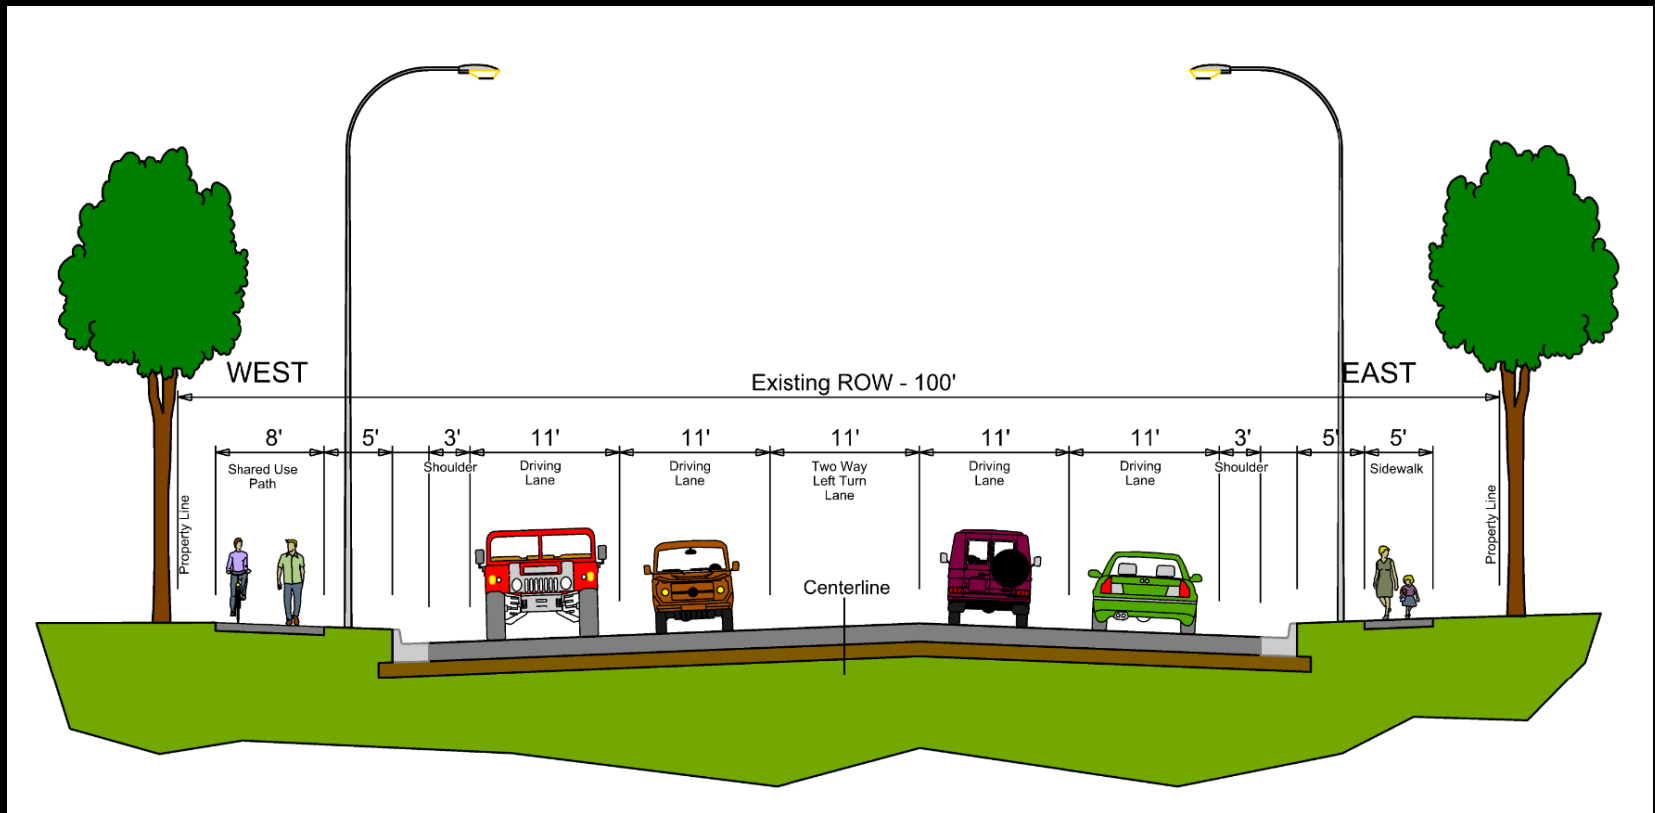 WEST
EAST
Existing ROW - 100'
8'
5'
3'
11'
11'
11'
11'
11'
3'
5'
5'
Shared Use
Path
Shoulder
Driving
Lane
Driving
Lane
Two Way
Left Turn
Lane
Driving
Lane
Driving
Lane
Shoulder
Sidewalk
Property Line
Property Line
Centerline